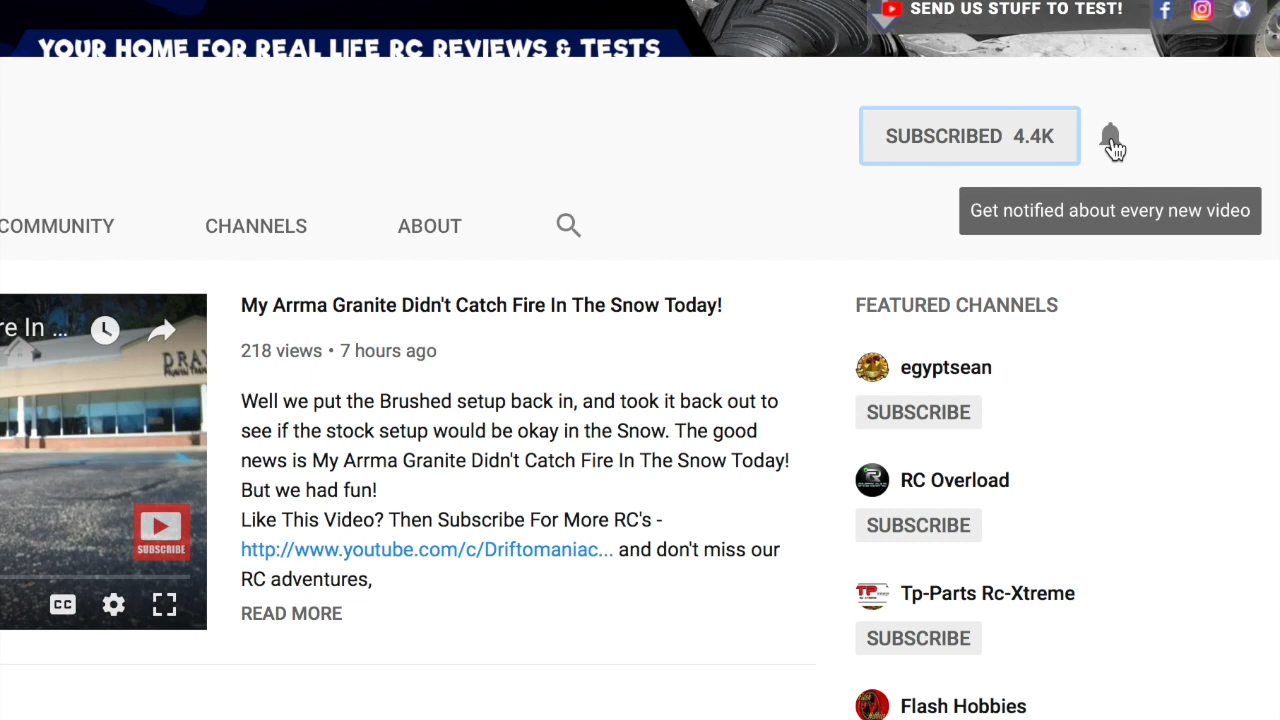 SEND US STUFF TO TEST!
YOUR HOME FOR REAL LIFE RC REVIEWS & TESTS
SUBSCRIBED 4.4K
Get notified about every new video
COMMUNITY
CHANNELS
ABOUT
re In ...
DRAY
SUBSCRIBE
CC
My Arrma Granite Didn't Catch Fire In The Snow Today!
218 views • 7 hours ago
Well we put the Brushed setup back in, and took it back out to
see if the stock setup would be okay in the Snow. The good
news is My Arrma Granite Didn't Catch Fire In The Snow Today!
But we had fun!
Like This Video? Then Subscribe For More RC's -
http://www.youtube.com/c/Driftomaniac... and don't miss our
RC adventures,
READ MORE
FEATURED CHANNELS
egyptsean
SUBSCRIBE
RC Overload
SUBSCRIBE
TP
Tp-Parts Rc-Xtreme
SUBSCRIBE
Flash Hobbies